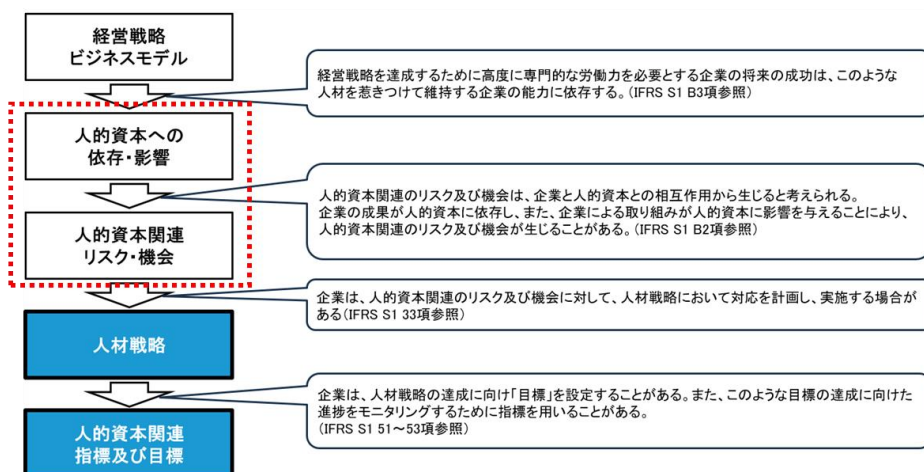 経営戦略
ビジネスモデル
経営戦略を達成するために高度に専門的な労働力を必要とする企業の将来の成功は、このような
人材を惹きつけて維持する企業の能力に依存する。(IFRS S1 B3項参照)
人的資本への
依存・影響
人的資本関連のリスク及び機会は、企業と人的資本との相互作用から生じると考えられる。
企業の成果が人的資本に依存し、また、企業による取り組みが人的資本に影響を与えることにより、
人的資本関連のリスク及び機会が生じることがある。(IFRS S1 B2項参照)
人的資本関連
リスク・機会
企業は、人的資本関連のリスク及び機会に対して、人材戦略において対応を計画し、実施する場合が
ある(IFRS S1 33項参照)
人材戦略
企業は、人材戦略の達成に向け「目標」を設定することがある。また、このような目標の達成に向けた
進捗をモニタリングするために指標を用いることがある。
(IFRS S1 51～53項参照)
人的資本関連
指標及び目標